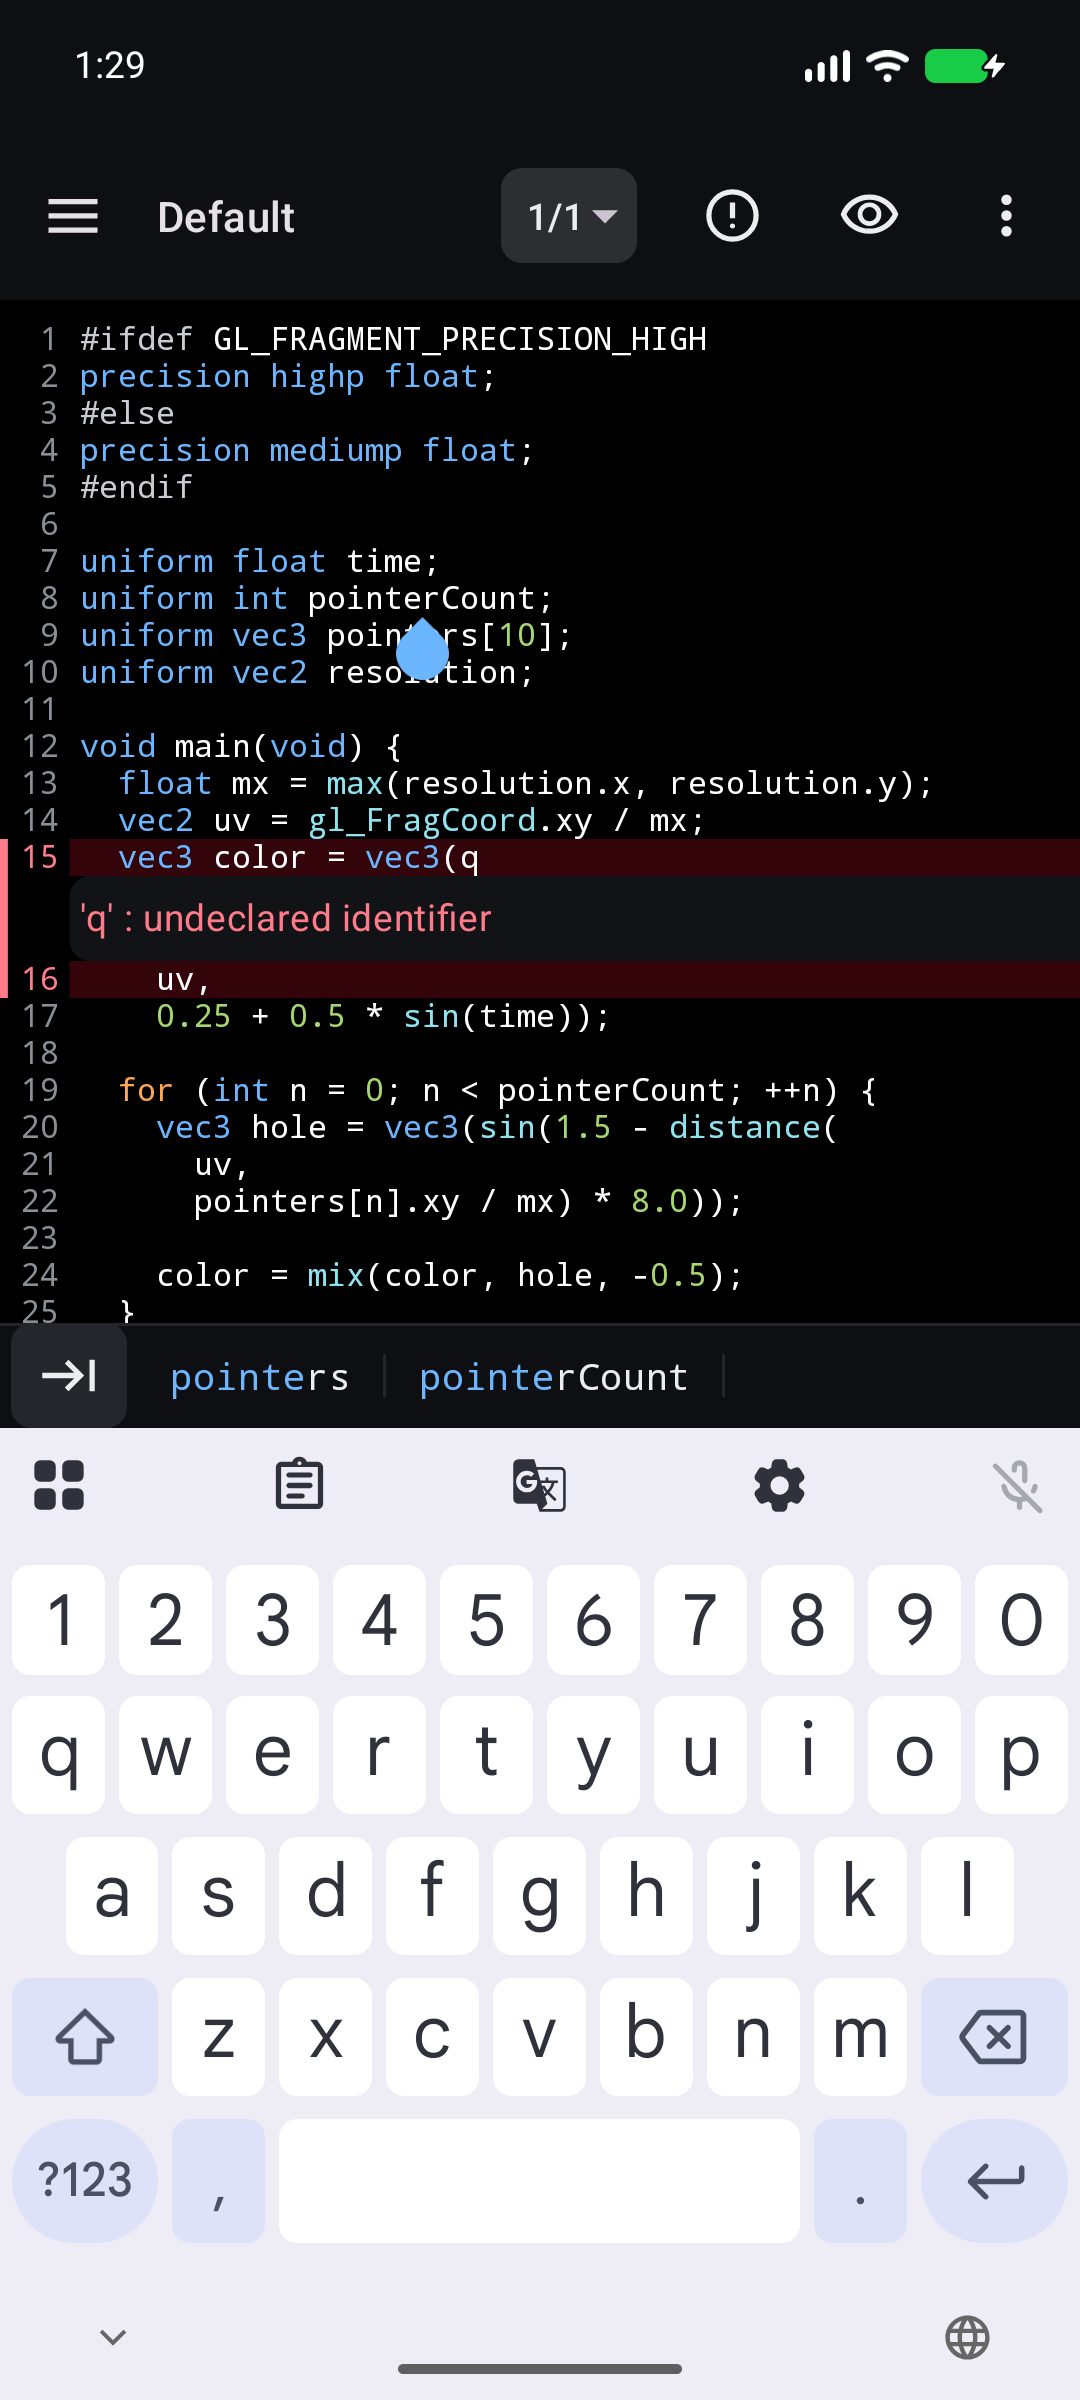 1:29
Default 1/1
1 #ifdef GL_FRAGMENT_PRECISION_HIGH
2 precision highp float;
3 #else
4 precision mediump float;
5 #endif
6
7 uniform float time;
8 uniform int pointerCount;
9 uniform vec3 pointers[10];
10 uniform vec2 resolution;
11
12 void main(void) {
13 float mx = max(resolution.x, resolution.y);
14 vec2 uv = gl_FragCoord.xy / mx;
15 vec3 color = vec3(q
'q' : undeclared identifier
16 uv,
17 0.25 + 0.5 * sin(time));
18
19 for (int n = 0; n < pointerCount; ++n) {
20 vec3 hole = vec3(sin(1.5 - distance(
21 uv,
22 pointers[n].xy / mx) * 8.0));
23
24 color = mix(color, hole, -0.5);
25 }
pointers pointerCount
1 2 3 4 5 6 7 8 9 0
q w e r t y u i o p
a s d f g h j k l
z x c v b n m
?123 , .